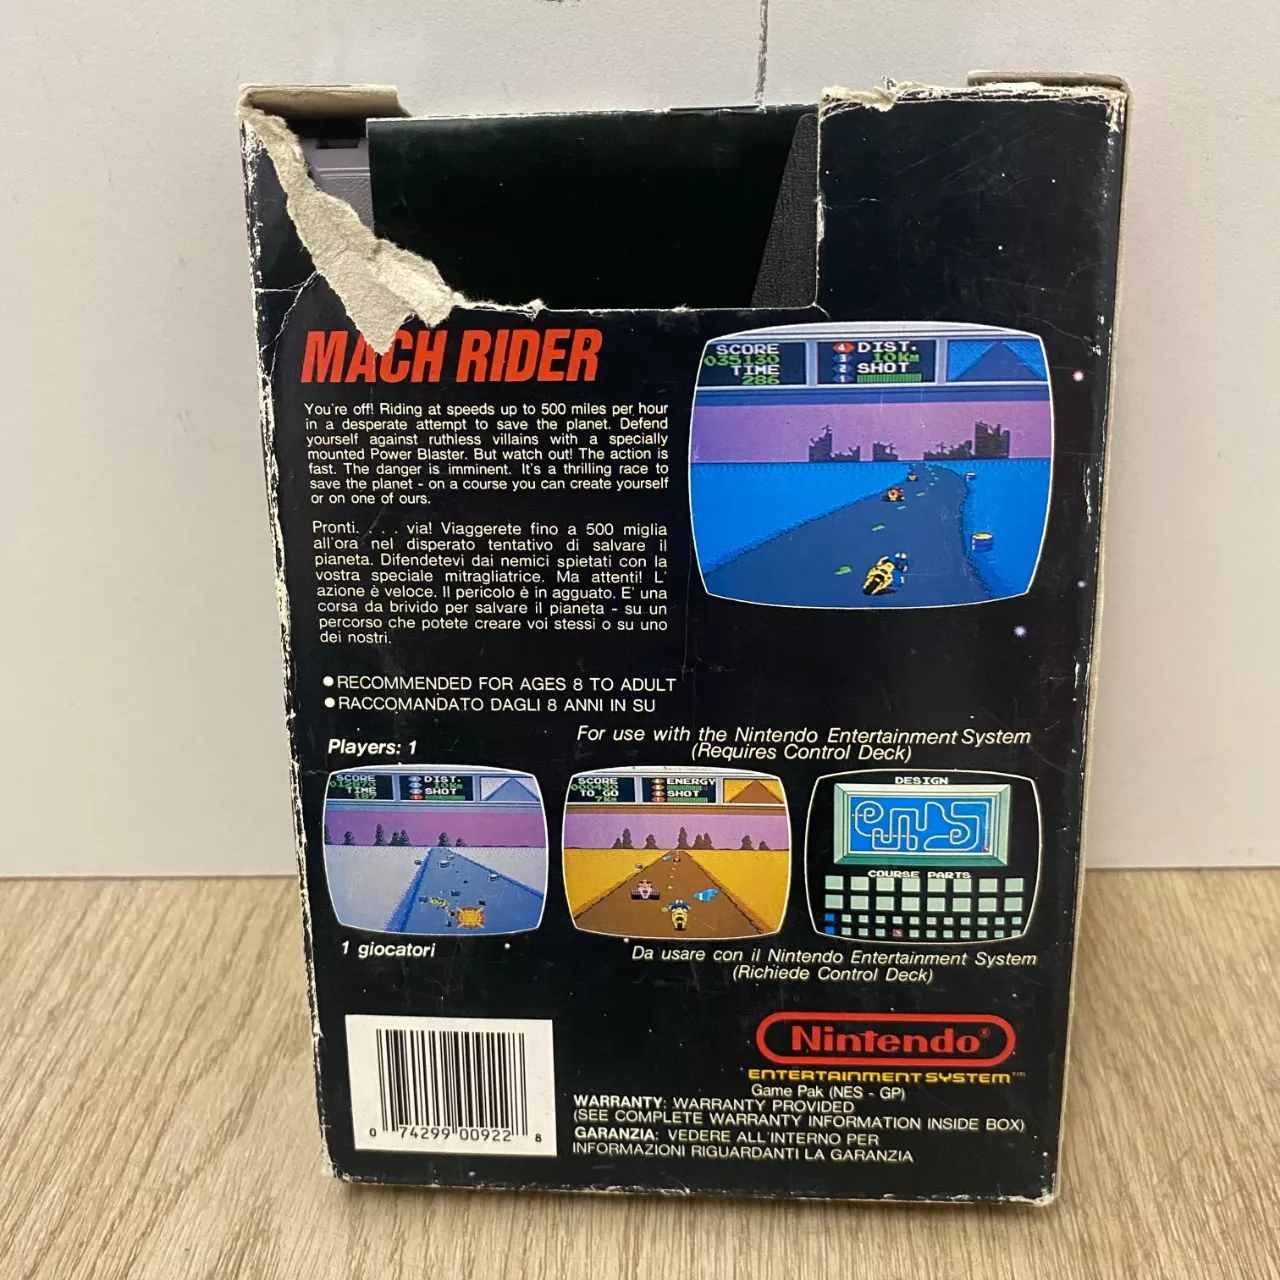 MACH RIDER
You're off! Riding at speeds up to 500 miles per hour
in a desperate attempt to save the planet. Defend
yourself against ruthless villains with a specially
mounted Power Blaster. But watch out! The action is
fast. The danger is imminent. It's a thrilling race to
save the planet - on a course you can create yourself
or on one of ours.
Pronti. . . . via! Viaggerete fino a 500 miglia
all'ora nel disperato tentativo di salvare il
pianeta. Difendetevi dai nemici spietati con la
vostra speciale mitragliatrice. Ma attenti! L'
azione è veloce. Il pericolo è in agguato. E' una
corsa da brivido per salvare il pianeta - su un
percorso che potete creare voi stessi o su uno
dei nostri.
SCORE
035130
TIME
286
4 DIST.
3 10Km
2 SHOT
1
● RECOMMENDED FOR AGES 8 TO ADULT
● RACCOMANDATO DAGLI 8 ANNI IN SU
For use with the Nintendo Entertainment System
(Requires Control Deck)
Players: 1
SCORE
012870
TIME
187
DIST.
10Km
SHOT
SCORE
000430
TO GO
7Km
ENERGY
SHOT
DESIGN
COURSE PARTS
1 giocatori
Da usare con il Nintendo Entertainment System
(Richiede Control Deck)
Nintendo®
ENTERTAINMENT SYSTEM™
Game Pak (NES - GP)
WARRANTY: WARRANTY PROVIDED
(SEE COMPLETE WARRANTY INFORMATION INSIDE BOX)
GARANZIA: VEDERE ALL'INTERNO PER
INFORMAZIONI RIGUARDANTI LA GARANZIA
0 74299 00922 8